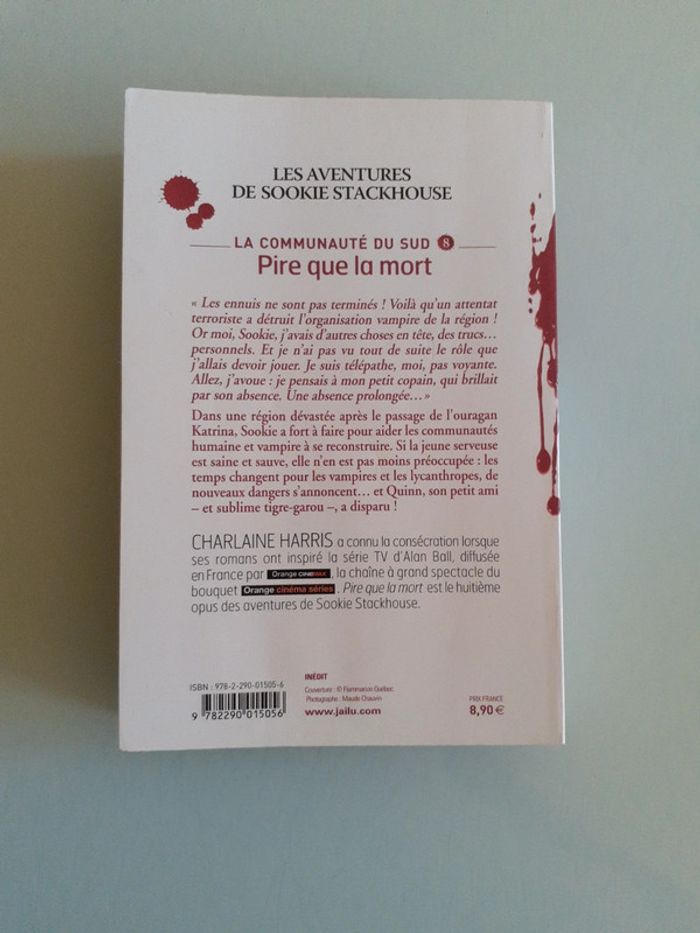 LES AVENTURES
DE SOOKIE STACKHOUSE
LA COMMUNAUTÉ DU SUD 8
Pire que la mort
« Les ennuis ne sont pas terminés ! Voilà qu'un attentat
terroriste a détruit l'organisation vampire de la région !
Or moi, Sookie, j'avais d'autres choses en tête, des trucs...
personnels. Et je n'ai pas vu tout de suite le rôle que
j'allais devoir jouer. Je suis télépathe, moi, pas voyante.
Allez, j'avoue : je pensais à mon petit copain, qui brillait
par son absence. Une absence prolongée... »
Dans une région dévastée après le passage de l'ouragan
Katrina, Sookie a fort à faire pour aider les communautés
humaine et vampire à se reconstruire. Si la jeune serveuse
est saine et sauve, elle n'en est pas moins préoccupée : les
temps changent pour les vampires et les lycanthropes, de
nouveaux dangers s'annoncent... et Quinn, son petit ami
– et sublime tigre-garou –, a disparu !
CHARLAINE HARRIS a connu la consécration lorsque
ses romans ont inspiré la série TV d'Alan Ball, diffusée
en France par Orange CINEMAX, la chaîne à grand spectacle du
bouquet Orange cinéma séries. Pire que la mort est le huitième
opus des aventures de Sookie Stackhouse.
ISBN : 978-2-290-01505-6
9 782290 015056
INÉDIT
Couverture : © Flammarion Québec
Photographe : Maude Chauvin
www.jailu.com
PRIX FRANCE
8,90 €